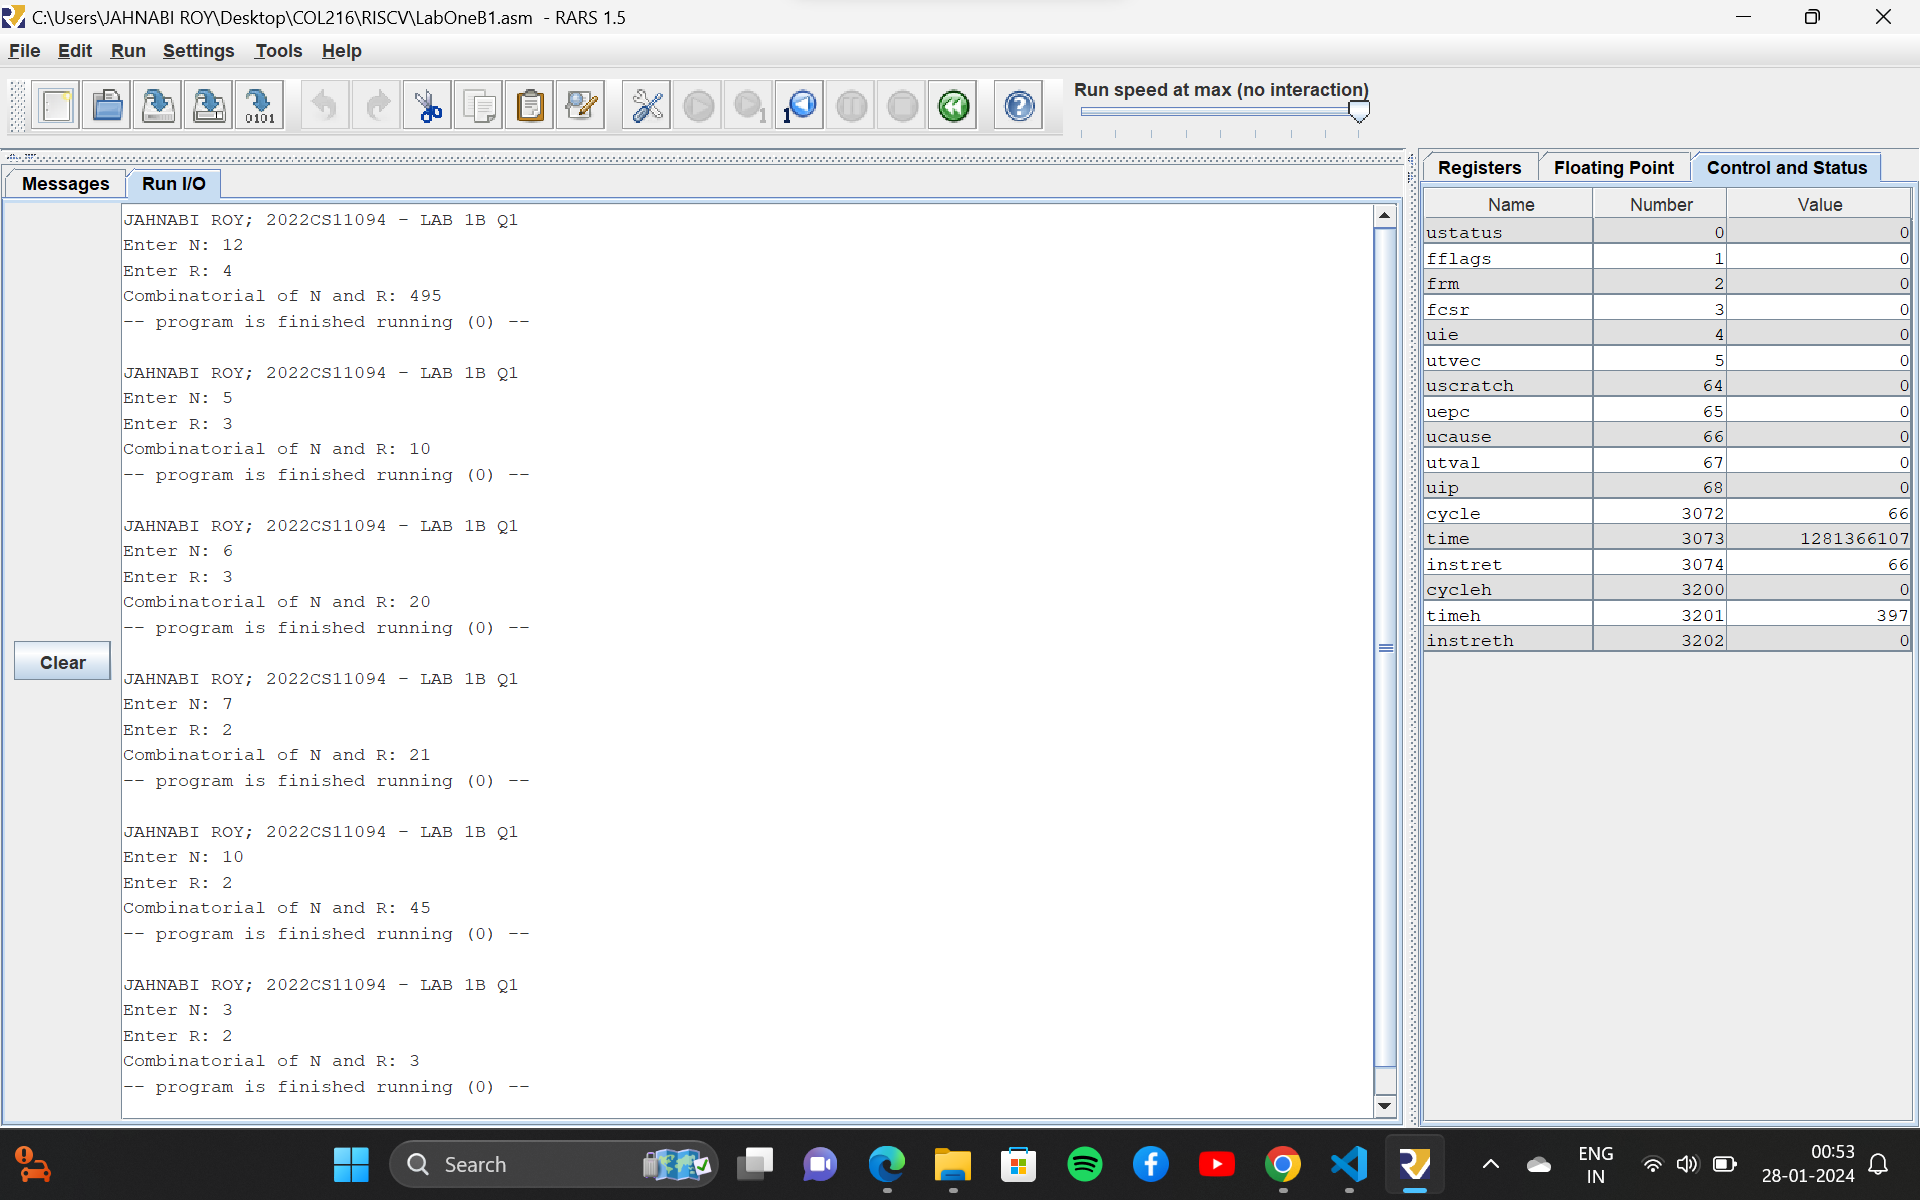 C:\Users\JAHNABI ROY\Desktop\COL216\RISCV\LabOneB1.asm - RARS 1.5
File Edit Run Settings Tools Help
Run speed at max (no interaction)
0101
1
1
Messages Run I/O
JAHNABI ROY; 2022CS11094 - LAB 1B Q1
Enter N: 12
Enter R: 4
Combinatorial of N and R: 495
-- program is finished running (0) --
JAHNABI ROY; 2022CS11094 - LAB 1B Q1
Enter N: 5
Enter R: 3
Combinatorial of N and R: 10
-- program is finished running (0) --
JAHNABI ROY; 2022CS11094 - LAB 1B Q1
Enter N: 6
Enter R: 3
Combinatorial of N and R: 20
-- program is finished running (0) --
JAHNABI ROY; 2022CS11094 - LAB 1B Q1
Enter N: 7
Enter R: 2
Combinatorial of N and R: 21
-- program is finished running (0) --
JAHNABI ROY; 2022CS11094 - LAB 1B Q1
Enter N: 10
Enter R: 2
Combinatorial of N and R: 45
-- program is finished running (0) --
JAHNABI ROY; 2022CS11094 - LAB 1B Q1
Enter N: 3
Enter R: 2
Combinatorial of N and R: 3
-- program is finished running (0) --
Clear
Registers Floating Point Control and Status
Name Number Value
ustatus 0 0
fflags 1 0
frm 2 0
fcsr 3 0
uie 4 0
utvec 5 0
uscratch 64 0
uepc 65 0
ucause 66 0
utval 67 0
uip 68 0
cycle 3072 66
time 3073 1281366107
instret 3074 66
cycleh 3200 0
timeh 3201 397
instreth 3202 0
Search
ENG
IN
00:53
28-01-2024